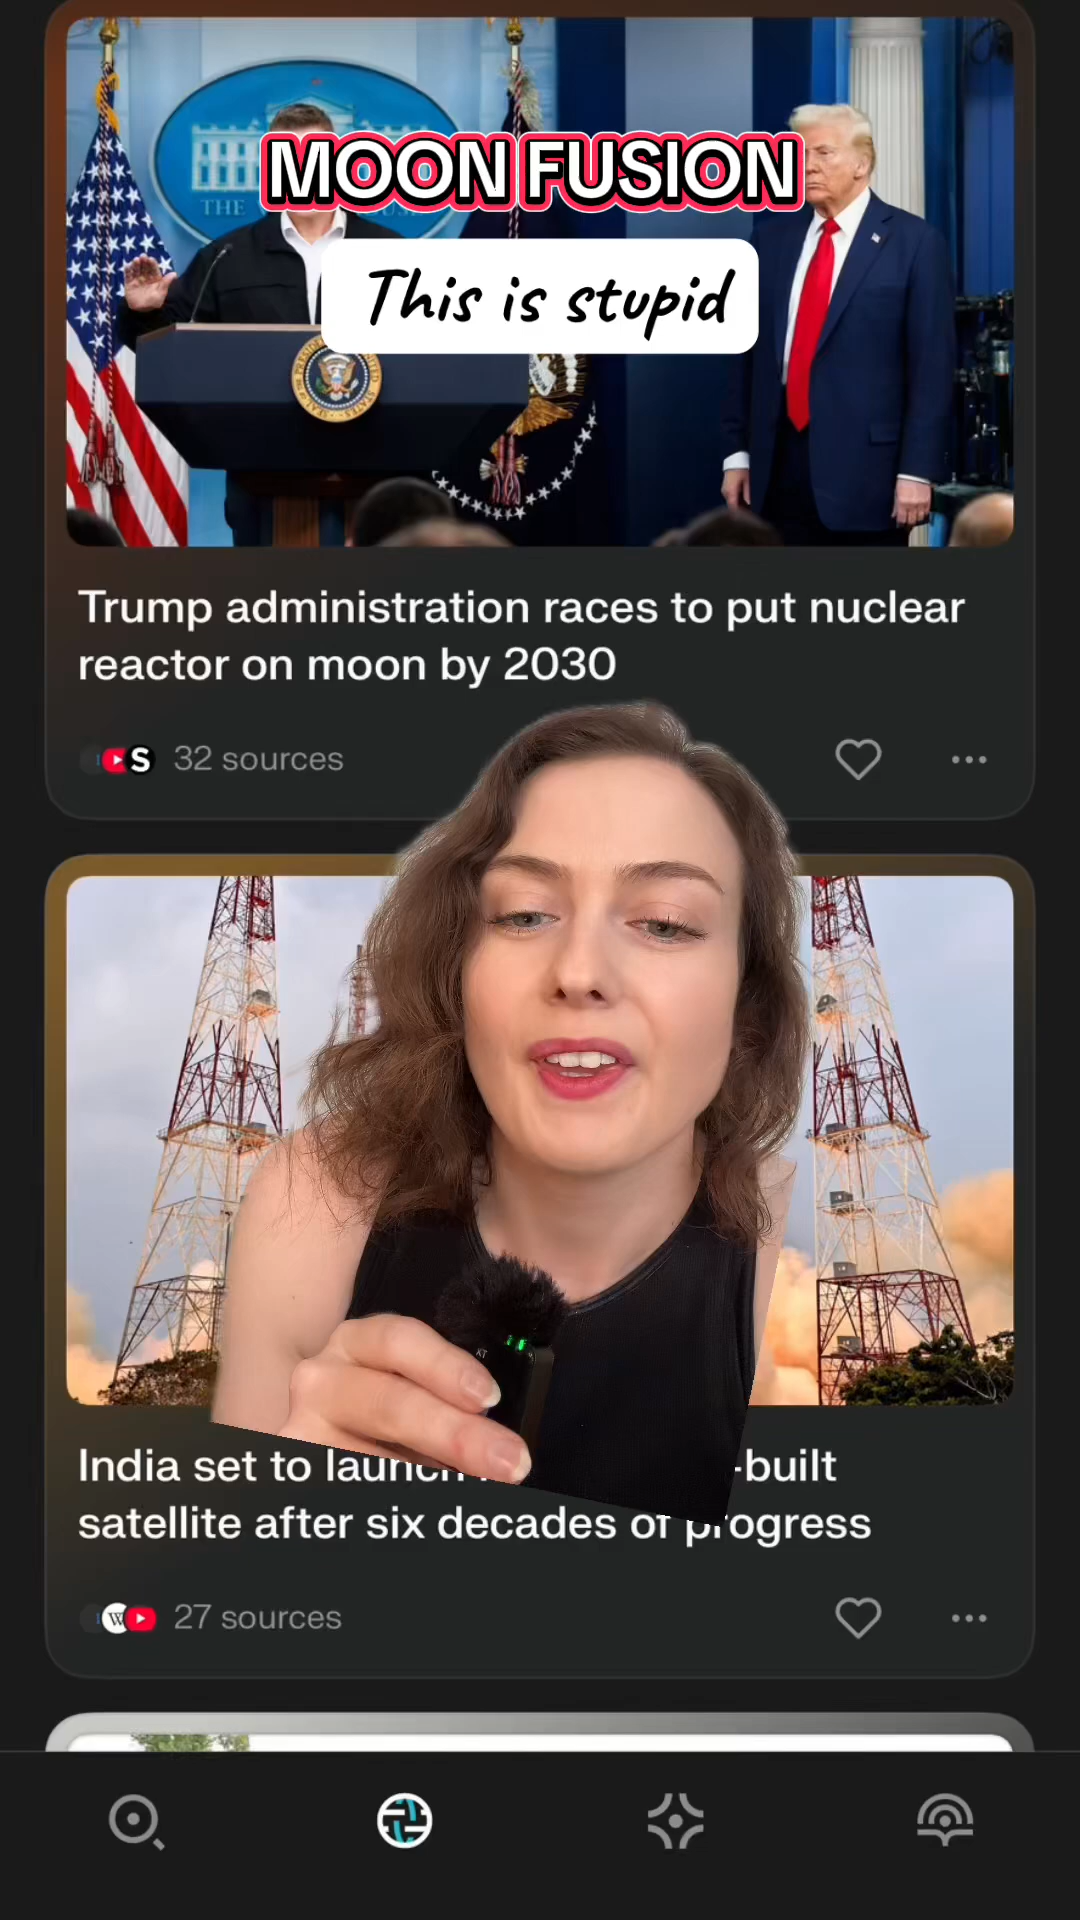 THE
MOON FUSION
This is stupid
Trump administration races to put nuclear
reactor on moon by 2030
S 32 sources
India set to launch -built
satellite after six decades of progress
W 27 sources